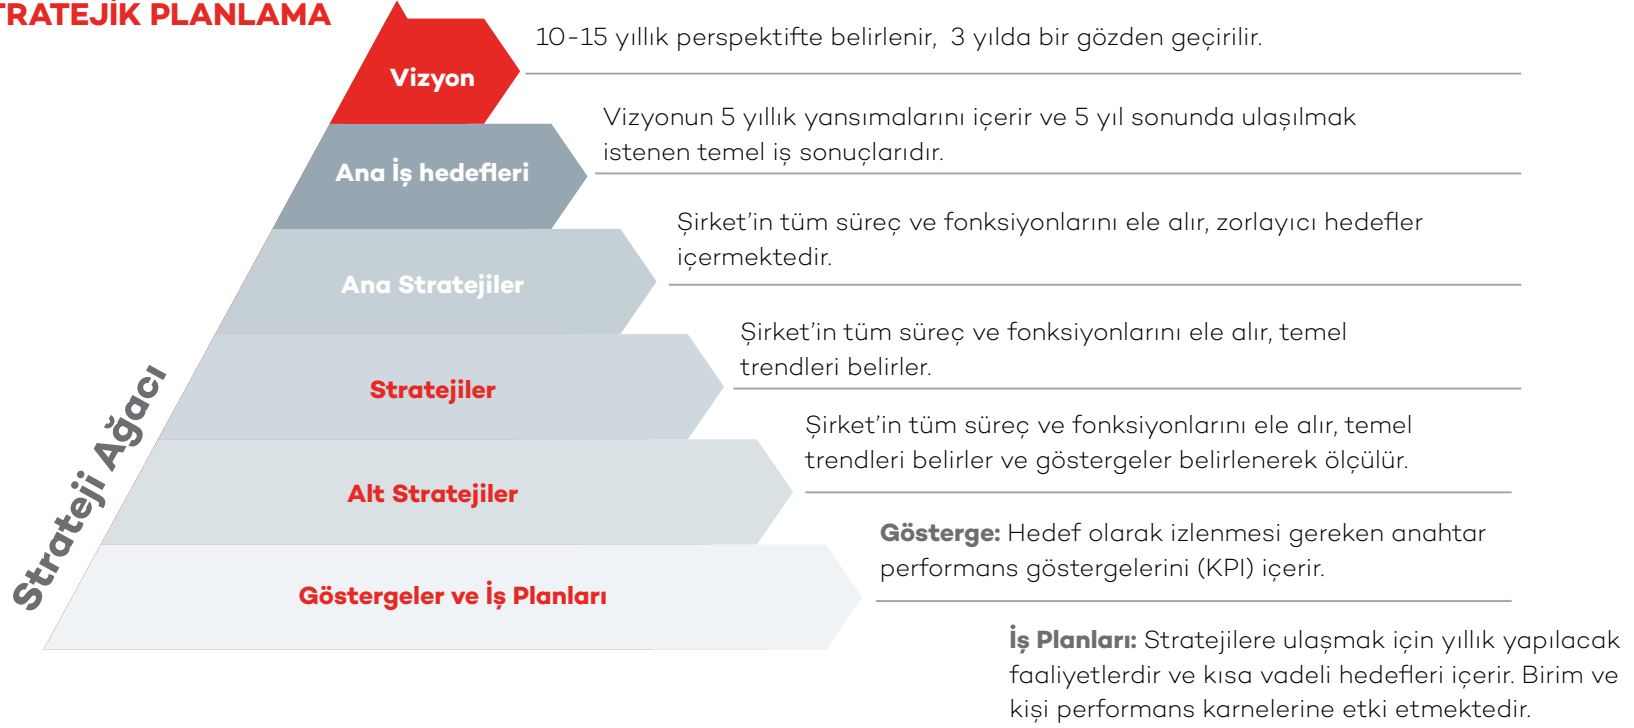 TRATEJİK PLANLAMA
Vizyon
10-15 yıllık perspektifte belirlenir, 3 yılda bir gözden geçirilir.
Ana İş hedefleri
Vizyonun 5 yıllık yansımalarını içerir ve 5 yıl sonunda ulaşılmak
istenen temel iş sonuçlarıdır.
Ana Stratejiler
Şirket’in tüm süreç ve fonksiyonlarını ele alır, zorlayıcı hedefler
içermektedir.
Stratejiler
Şirket’in tüm süreç ve fonksiyonlarını ele alır, temel
trendleri belirler.
Alt Stratejiler
Şirket’in tüm süreç ve fonksiyonlarını ele alır, temel
trendleri belirler ve göstergeler belirlenerek ölçülür.
Göstergeler ve İş Planları
Gösterge: Hedef olarak izlenmesi gereken anahtar
performans göstergelerini (KPI) içerir.
İş Planları: Stratejilere ulaşmak için yıllık yapılacak
faaliyetlerdir ve kısa vadeli hedefleri içerir. Birim ve
kişi performans karnelerine etki etmektedir.
Strateji Ağacı